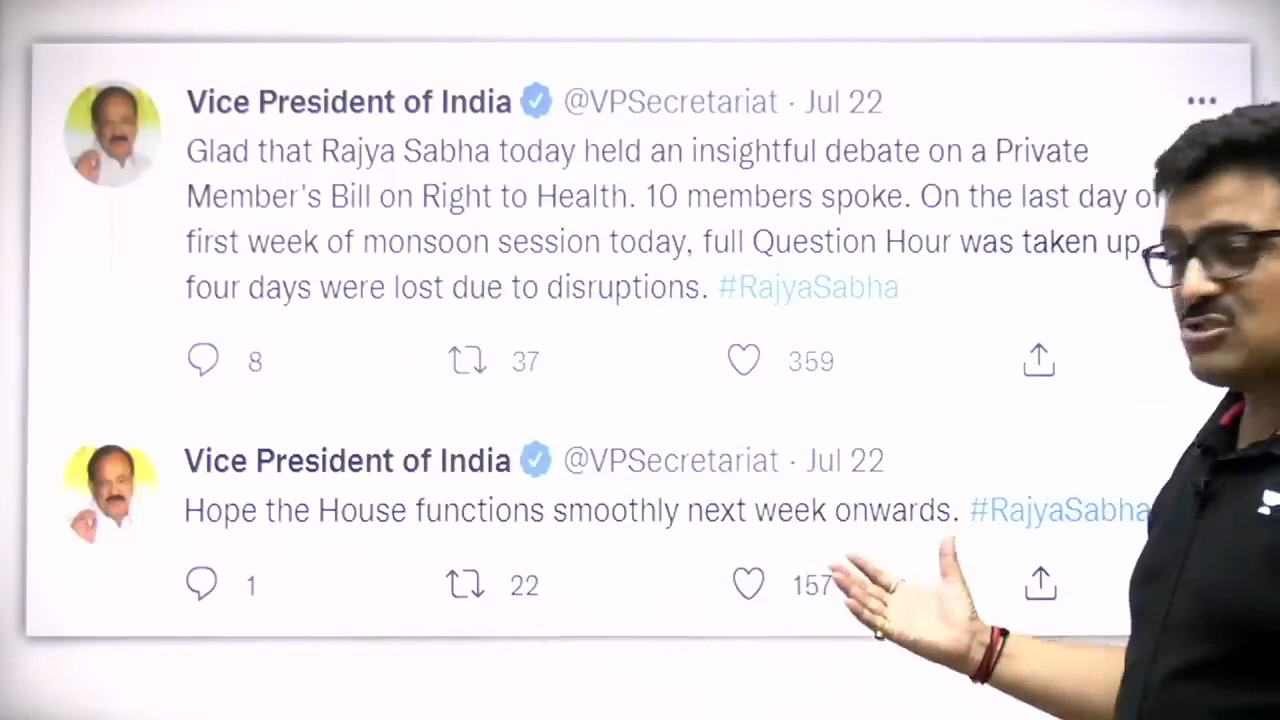 Vice President of India @VPSecretariat · Jul 22
Glad that Rajya Sabha today held an insightful debate on a Private
Member's Bill on Right to Health. 10 members spoke. On the last day
first week of monsoon session today, full Question Hour was taken up
four days were lost due to disruptions. #RajyaSabha
8 37 359
Vice President of India @VPSecretariat · Jul 22
Hope the House functions smoothly next week onwards. #RajyaSabha
1 22 157